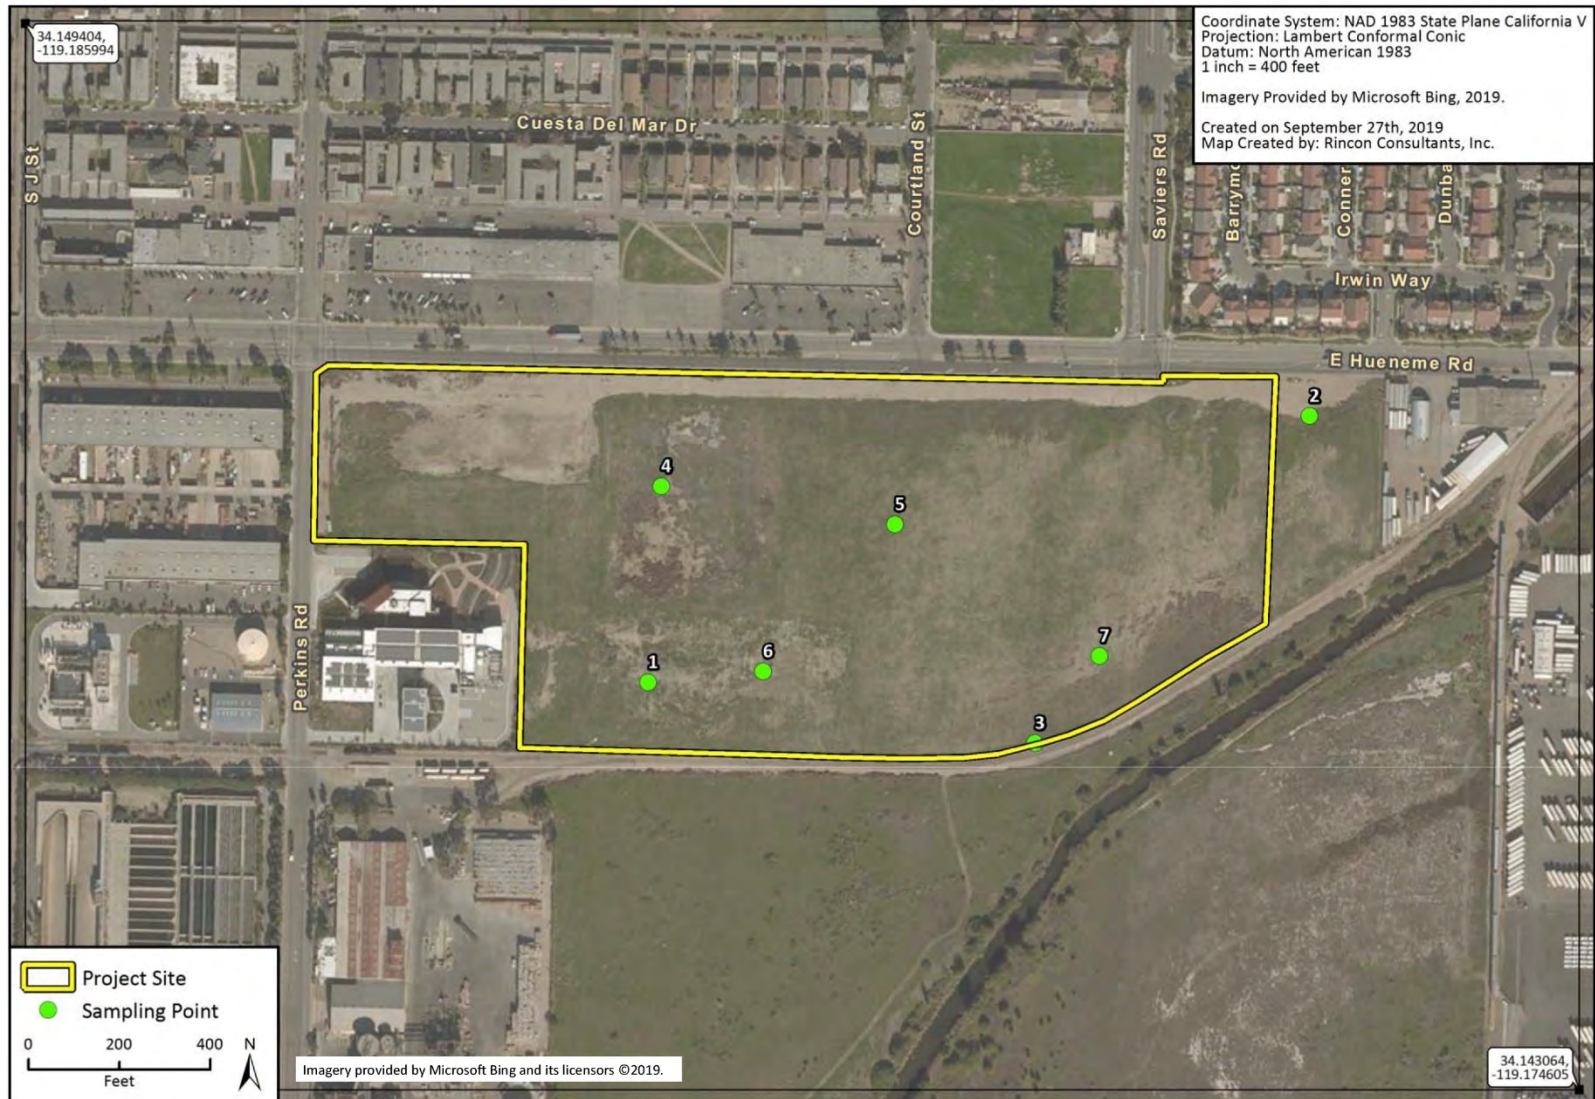 34.149404,
-119.185994
Coordinate System: NAD 1983 State Plane California V
Projection: Lambert Conformal Conic
Datum: North American 1983
1 inch = 400 feet
Imagery Provided by Microsoft Bing, 2019.
Created on September 27th, 2019
Map Created by: Rincon Consultants, Inc.
S J St
Cuesta Del Mar Dr
Courtland St
Saviers Rd
Barrymo
Conner
Dunba
Irwin Way
E Hueneme Rd
2
4
5
Perkins Rd
1
6
7
3
Project Site
Sampling Point
0 200 400
Feet
N
Imagery provided by Microsoft Bing and its licensors ©2019.
34.143064,
-119.174605